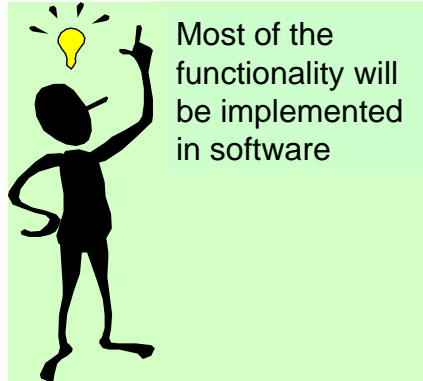 Most of the
functionality will
be implemented
in software